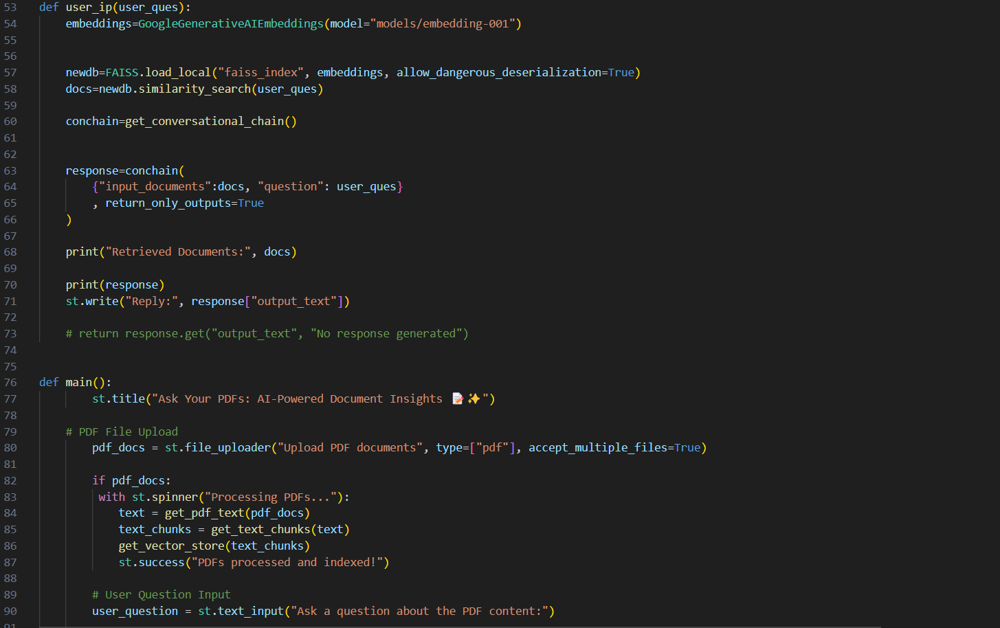 53 def user_ip(user_ques):
54 embeddings=GoogleGenerativeAIEmbeddings(model="models/embedding-001")
55
56
57 newdb=FAISS.load_local("faiss_index", embeddings, allow_dangerous_deserialization=True)
58 docs=newdb.similarity_search(user_ques)
59
60 conchain=get_conversational_chain()
61
62
63 response=conchain(
64 {"input_documents":docs, "question": user_ques}
65 , return_only_outputs=True
66 )
67
68 print("Retrieved Documents:", docs)
69
70 print(response)
71 st.write("Reply:", response["output_text"])
72
73 # return response.get("output_text", "No response generated")
74
75
76 def main():
77 st.title("Ask Your PDFs: AI-Powered Document Insights 📝✨")
78
79 # PDF File Upload
80 pdf_docs = st.file_uploader("Upload PDF documents", type=["pdf"], accept_multiple_files=True)
81
82 if pdf_docs:
83 with st.spinner("Processing PDFs..."):
84 text = get_pdf_text(pdf_docs)
85 text_chunks = get_text_chunks(text)
86 get_vector_store(text_chunks)
87 st.success("PDFs processed and indexed!")
88
89 # User Question Input
90 user_question = st.text_input("Ask a question about the PDF content:")
91